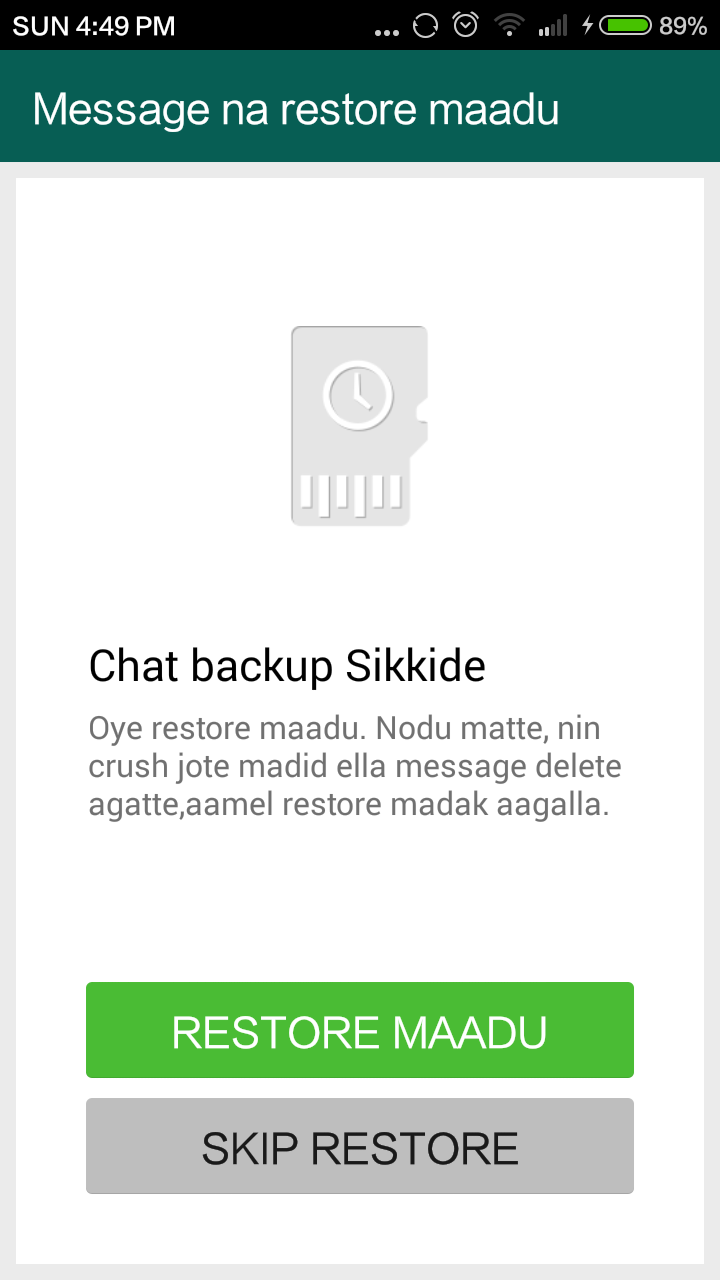 SUN 4:49 PM
89%
Message na restore maadu
Chat backup Sikkide
Oye restore maadu. Nodu matte, nin
crush jote madid ella message delete
agatte,aamel restore madak aagalla.
RESTORE MAADU
SKIP RESTORE